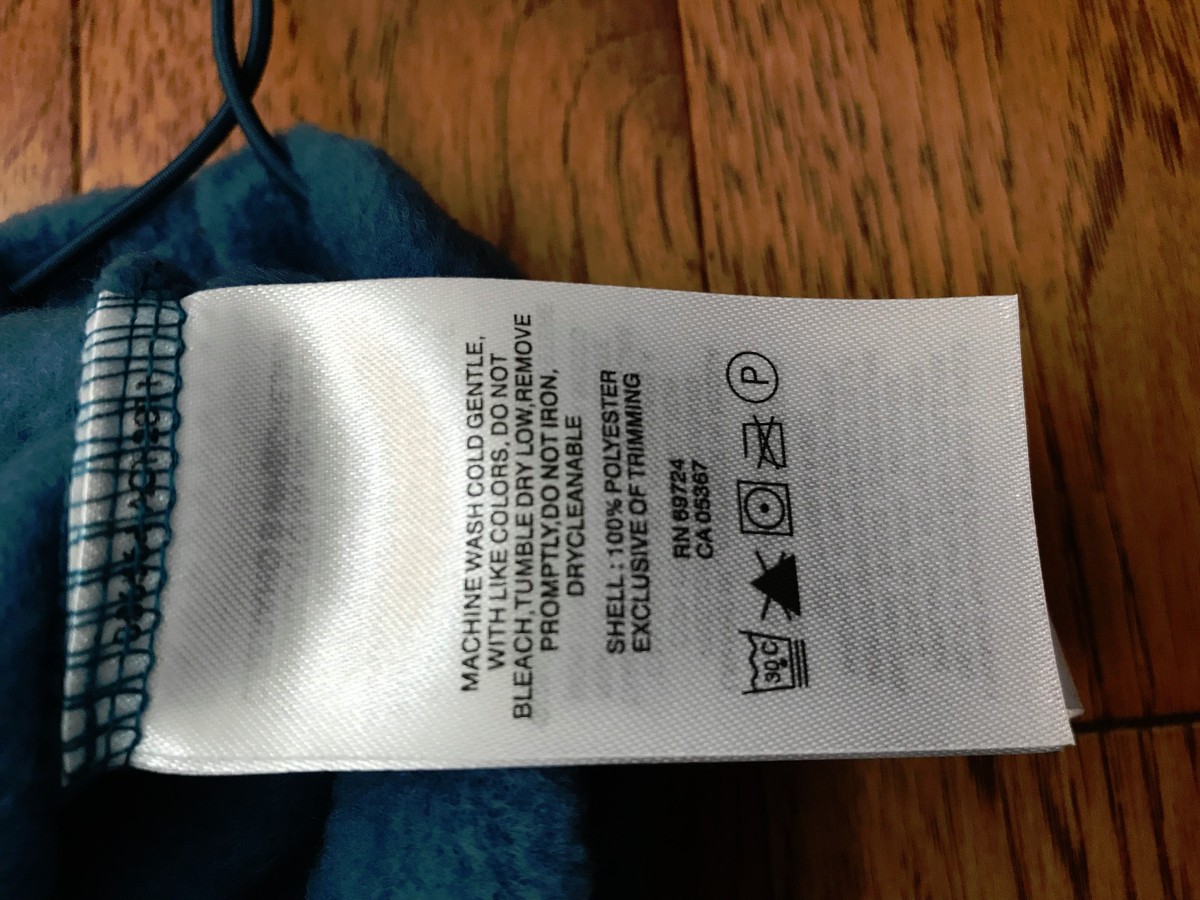 MACHINE WASH COLD GENTLE,
WITH LIKE COLORS, DO NOT
BLEACH,TUMBLE DRY LOW,REMOVE
PROMPTLY,DO NOT IRON,
DRYCLEANABLE
SHELL : 100% POLYESTER
EXCLUSIVE OF TRIMMING
RN 69724
CA 05367
30 C
P